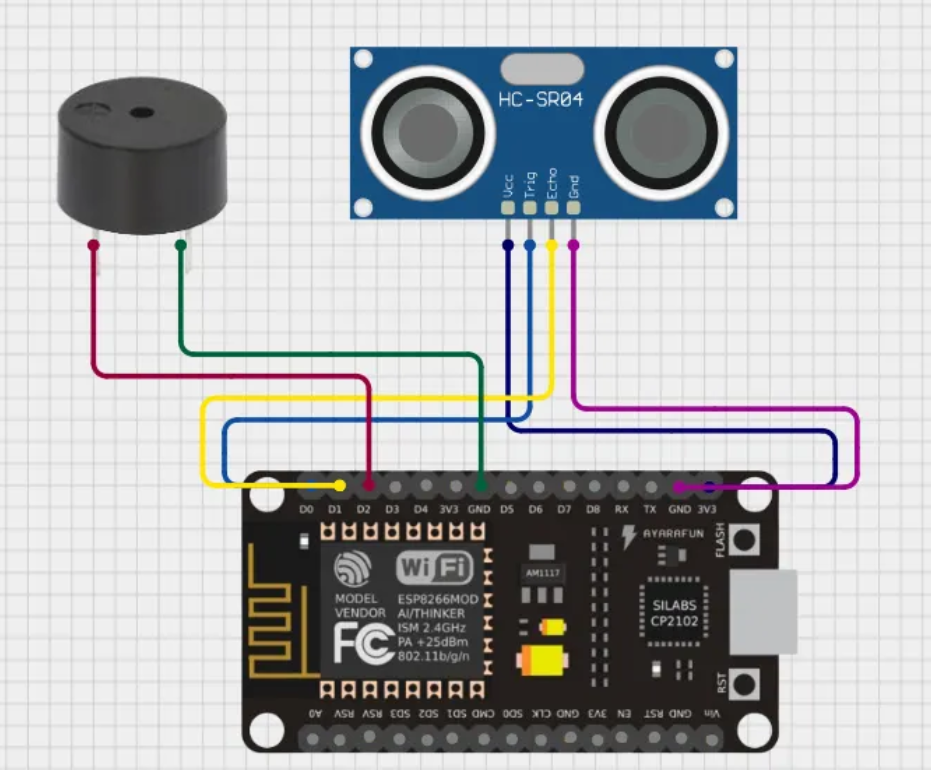 HC-SR04
Vcc Trig Echo Gnd
D0 D1 D2 D3 D4 3V3 GND D5 D6 D7 D8 RX TX GND 3V3
AYARAFUN
FLASH
WiFi
MODEL
VENDOR
ESP8266MOD
AI/THINKER
ISM 2.4GHz
PA +25dBm
802.11b/g/n
FC
AM1117
SILABS
CP2102
RST
A0 RSV RSV SD3 SD2 SD1 CMD SD0 CLK GND 3V3 EN RST GND Vin